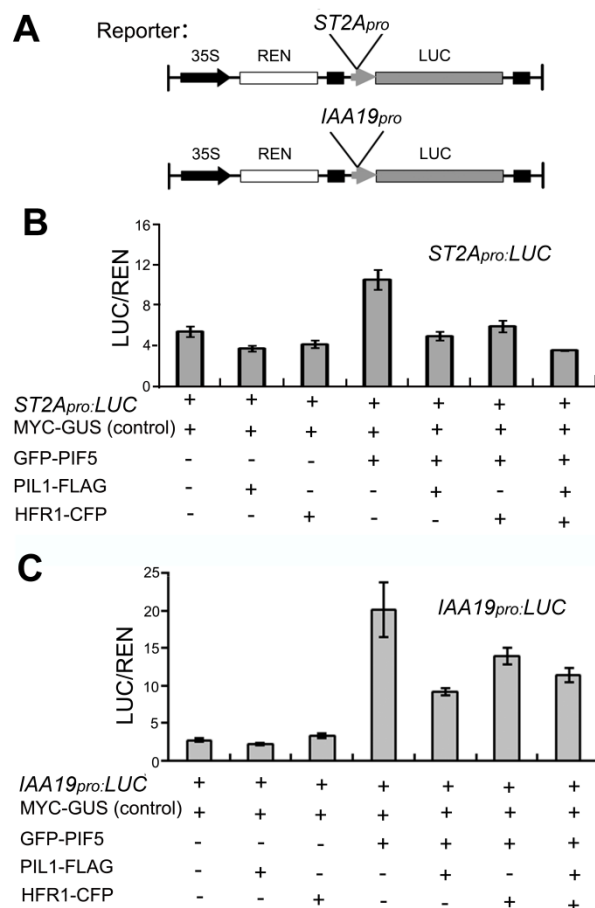 A
Reporter:
ST2Apro
35S REN LUC
IAA19pro
35S REN LUC
B
16
12
8
4
0
LUC/REN
ST2Apro:LUC
ST2Apro:LUC + + + + + + +
MYC-GUS (control) + + + + + + +
GFP-PIF5 - - - + + + +
PIL1-FLAG - + - - + - +
HFR1-CFP - - + - - + +
C
25
20
15
10
5
0
LUC/REN
IAA19pro:LUC
IAA19pro:LUC + + + + + + +
MYC-GUS (control) + + + + + + +
GFP-PIF5 - - - + + + +
PIL1-FLAG - + - - + - +
HFR1-CFP - - + - - + +